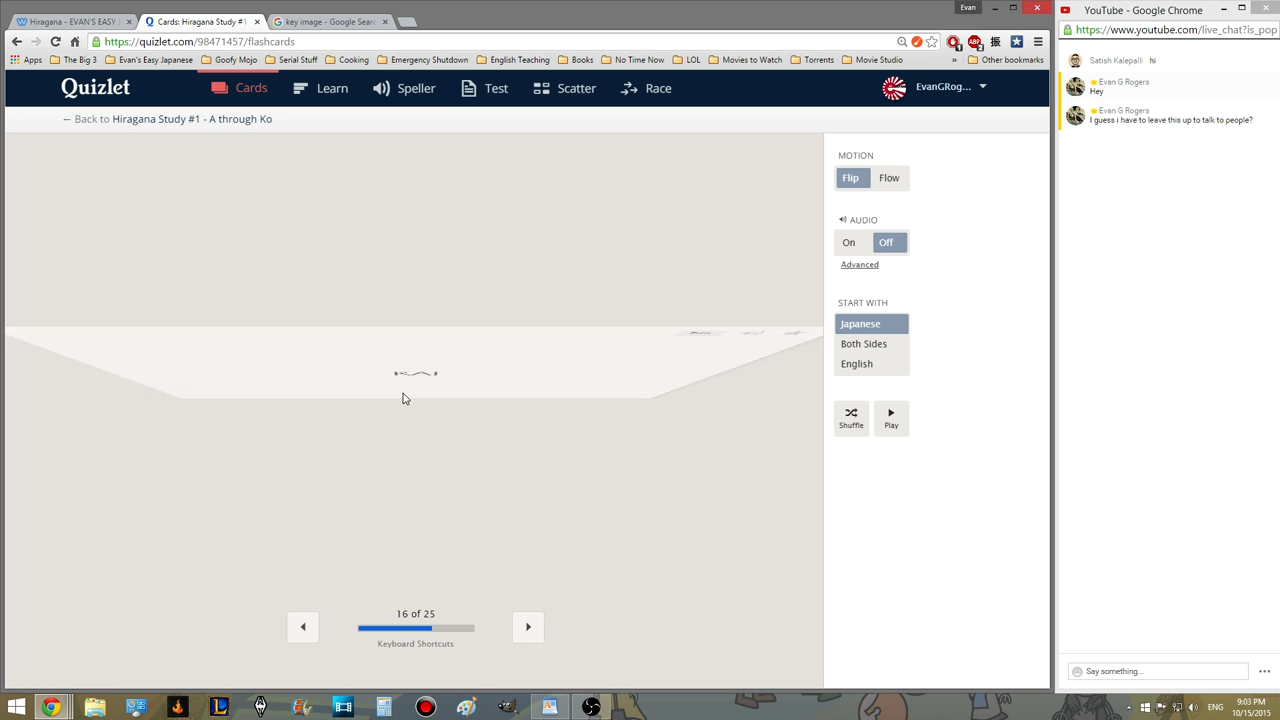 Hiragana - EVAN'S EASY J
Cards: Hiragana Study #1
key image - Google Searc
Evan
https://quizlet.com/98471457/flashcards
Apps
The Big 3
Evan's Easy Japanese
Goofy Mojo
Serial Stuff
Cooking
Emergency Shutdown
English Teaching
Books
No Time Now
LOL
Movies to Watch
Torrents
Movie Studio
»
Other bookmarks
Quizlet
Cards
Learn
Speller
Test
Scatter
Race
EvanGRog...
← Back to Hiragana Study #1 - A through Ko
MOTION
Flip
Flow
AUDIO
On
Off
Advanced
START WITH
Japanese
Both Sides
English
Shuffle
Play
KAI
16 of 25
Keyboard Shortcuts
YouTube - Google Chrome
https://www.youtube.com/live_chat?is_pop
Satish Kalepalli hi
Evan G Rogers
Hey
Evan G Rogers
I guess i have to leave this up to talk to people?
Say something...
ENG
9:03 PM
10/15/2015